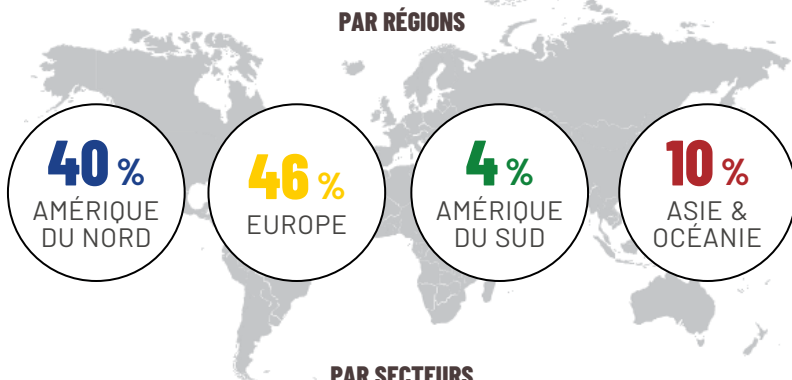 PAR RÉGIONS
40 %
AMÉRIQUE
DU NORD
46 %
EUROPE
4 %
AMÉRIQUE
DU SUD
10 %
ASIE &
OCÉANIE
PAR SECTEURS